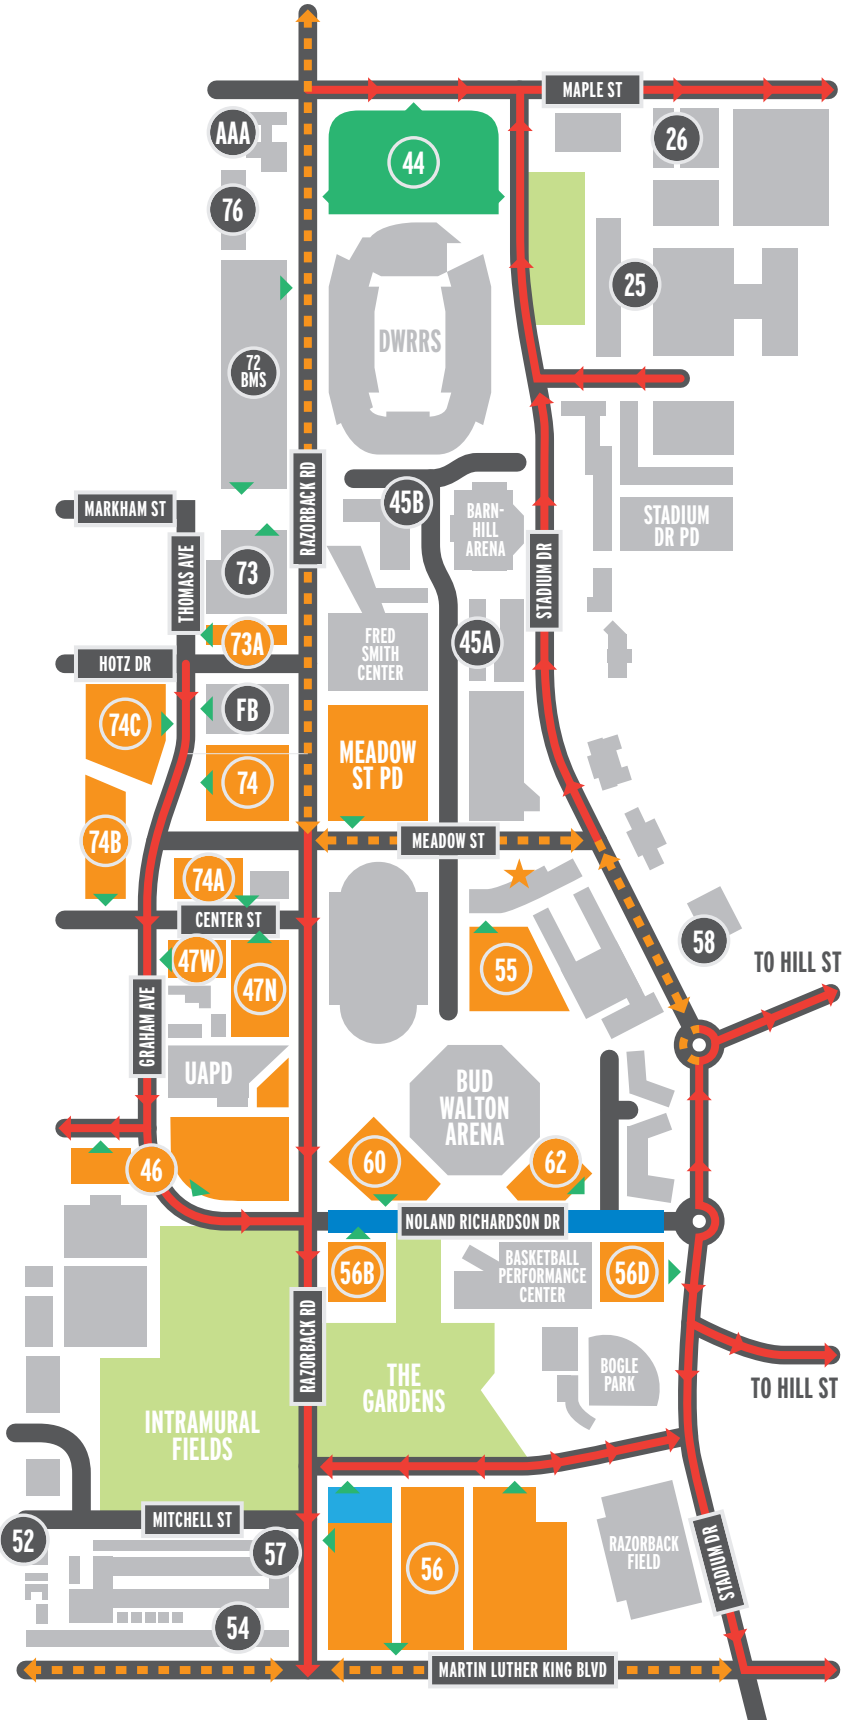 MAPLE ST
AAA
26
44
76
25
DWRRS
72
BMS
RAZORBACK RD
MARKHAM ST
45B
BARN-
HILL
ARENA
STADIUM
DR PD
THOMAS AVE
73
STADIUM DR
73A
FRED
SMITH
CENTER
45A
HOTZ DR
74C
FB
MEADOW
ST PD
74
74B
MEADOW ST
74A
CENTER ST
58
47W
55
TO HILL ST
47N
GRAHAM AVE
UAPD
BUD
WALTON
ARENA
46
60
62
NOLAND RICHARDSON DR
56B
BASKETBALL
PERFORMANCE
CENTER
56D
RAZORBACK RD
BOGLE
PARK
THE
GARDENS
TO HILL ST
INTRAMURAL
FIELDS
MITCHELL ST
52
57
56
RAZORBACK
FIELD
STADIUM DR
54
MARTIN LUTHER KING BLVD